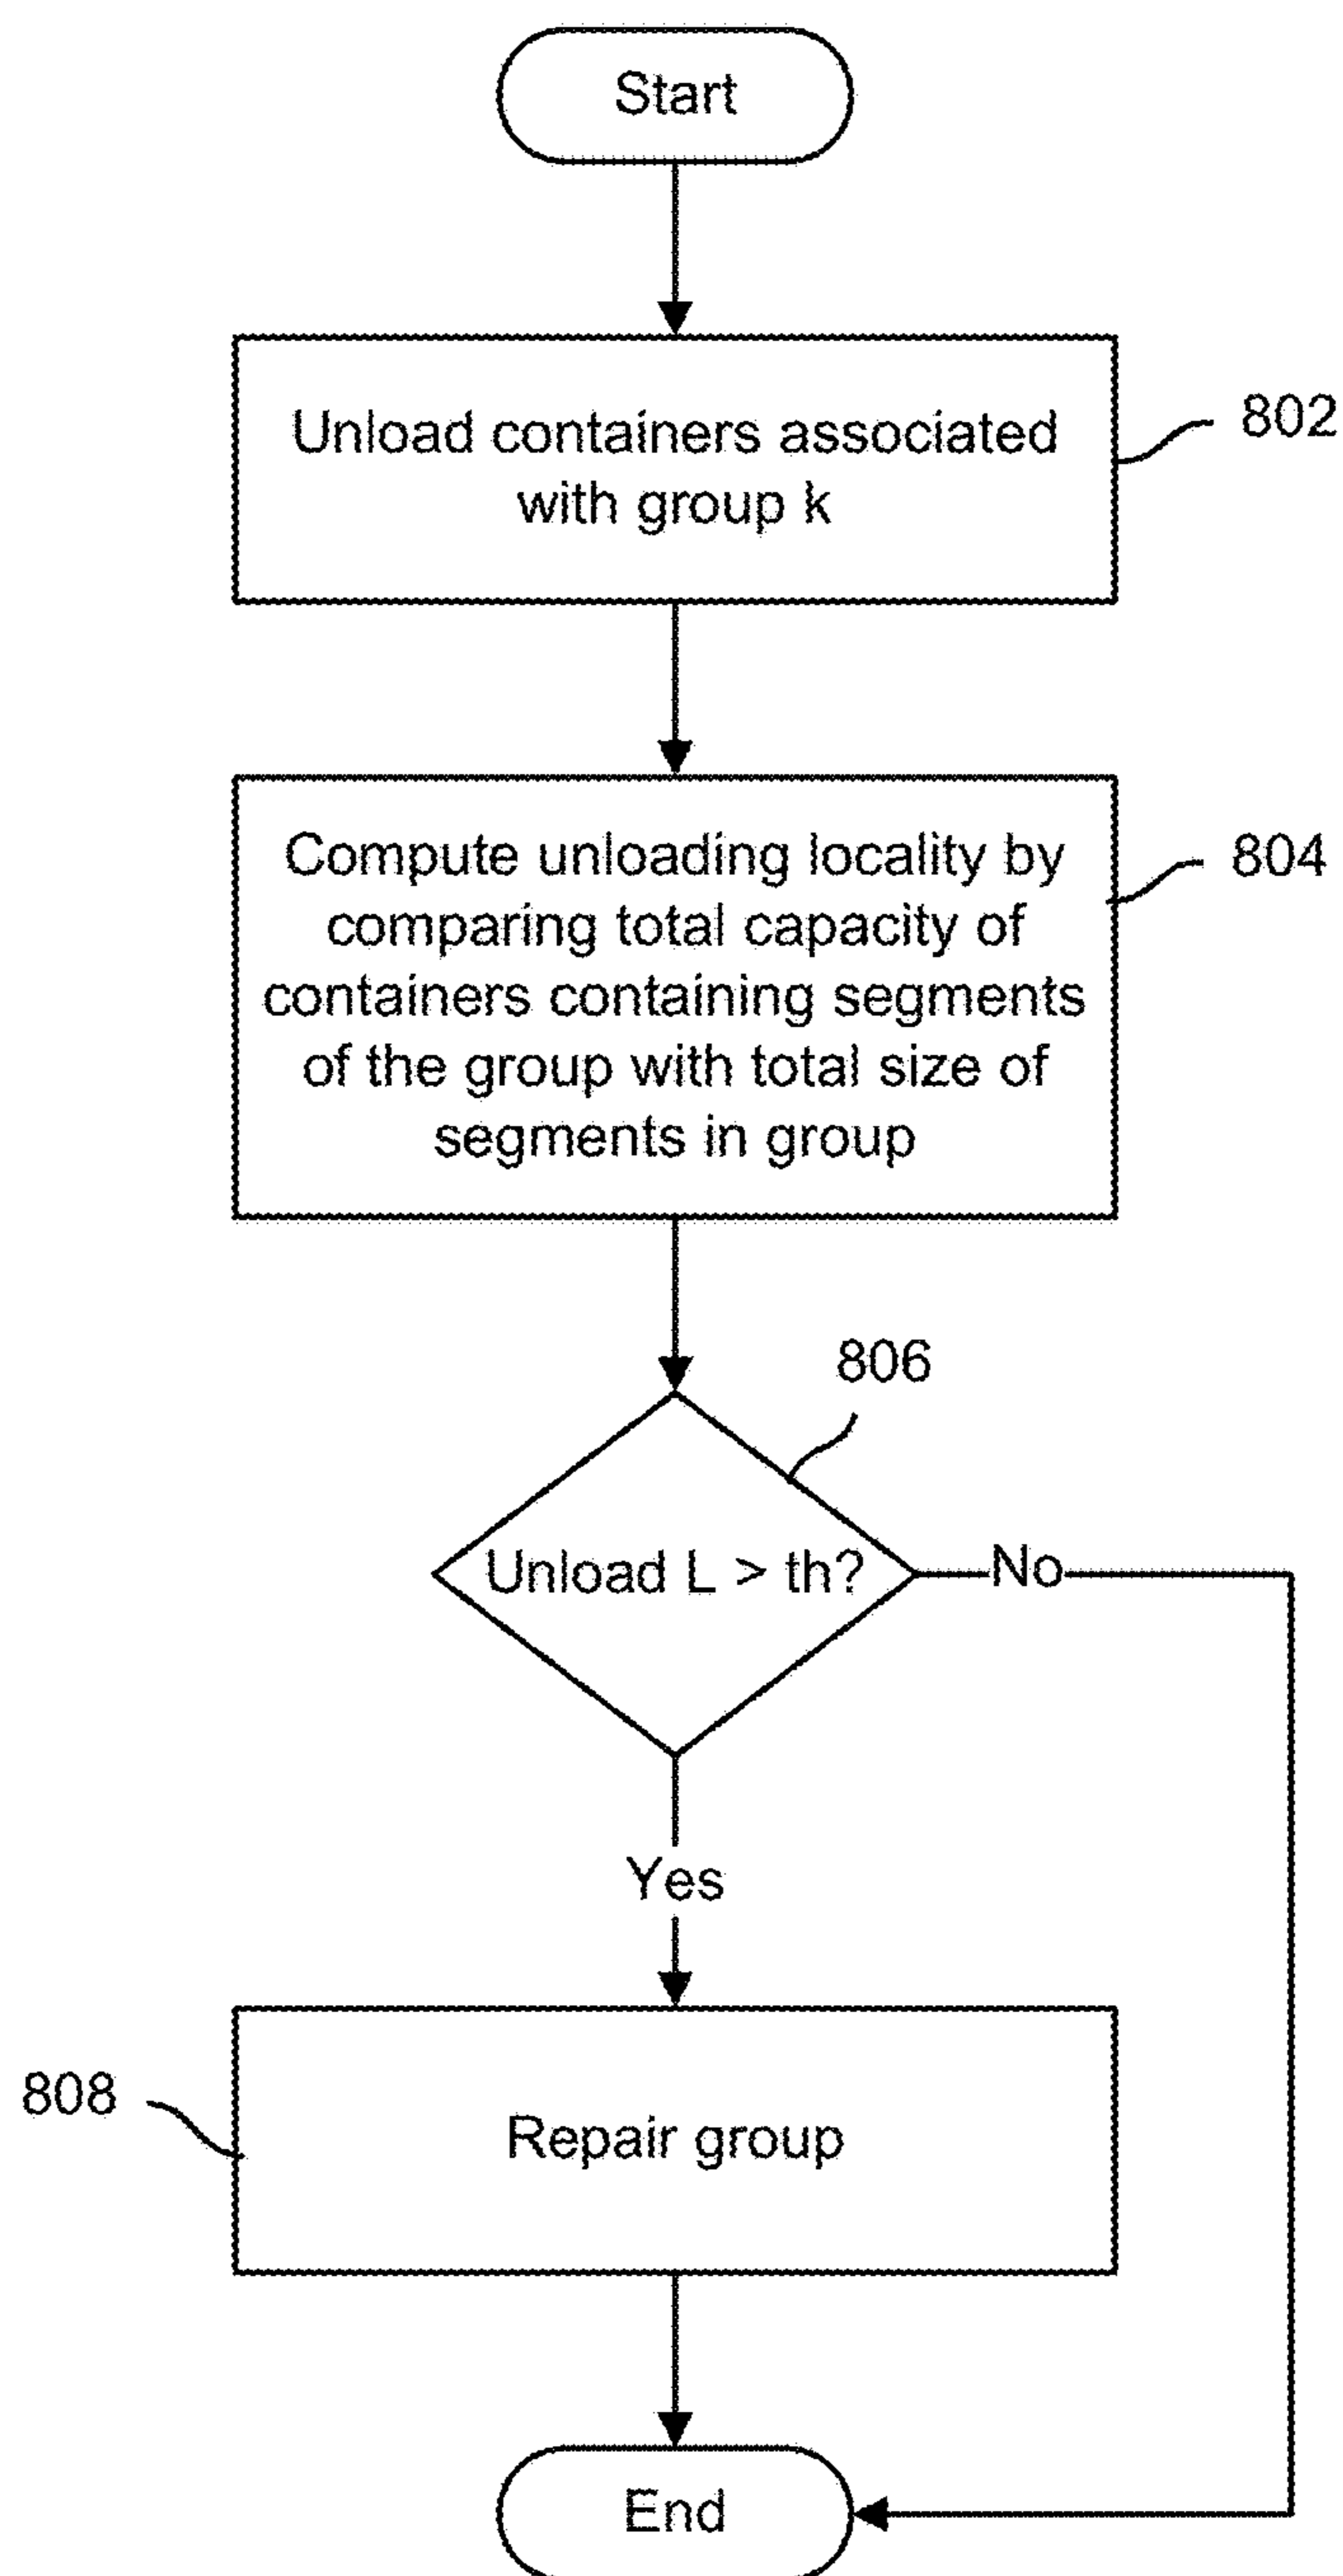 Start
Unload containers associated
with group k
802
Compute unloading locality by
comparing total capacity of
containers containing segments
of the group with total size of
segments in group
804
806
Unload L > th?
No
Yes
808
Repair group
End